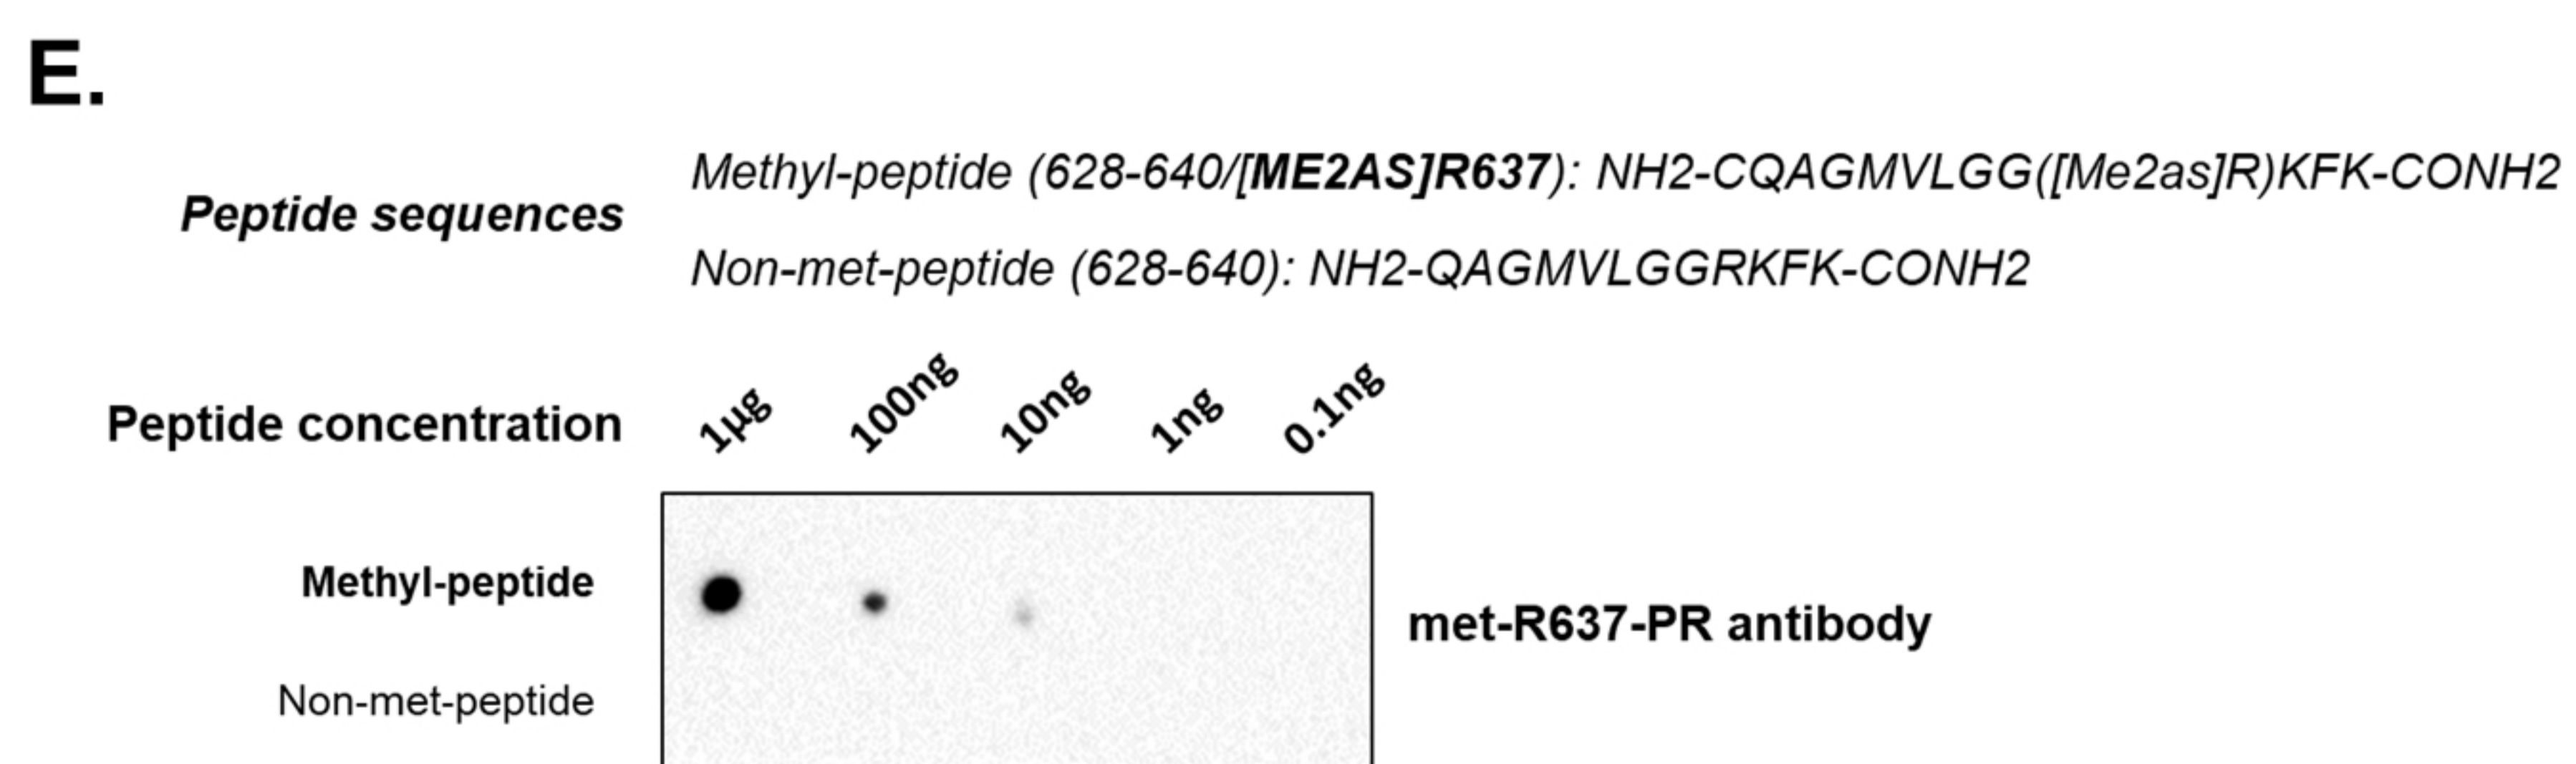 E.
Peptide sequences
Methyl-peptide (628-640/[ME2AS]R637): NH2-CQAGMVLGG([Me2as]R)KFK-CONH2
Non-met-peptide (628-640): NH2-QAGMVLGGRKFK-CONH2
Peptide concentration
1µg
100ng
10ng
1ng
0.1ng
Methyl-peptide
met-R637-PR antibody
Non-met-peptide